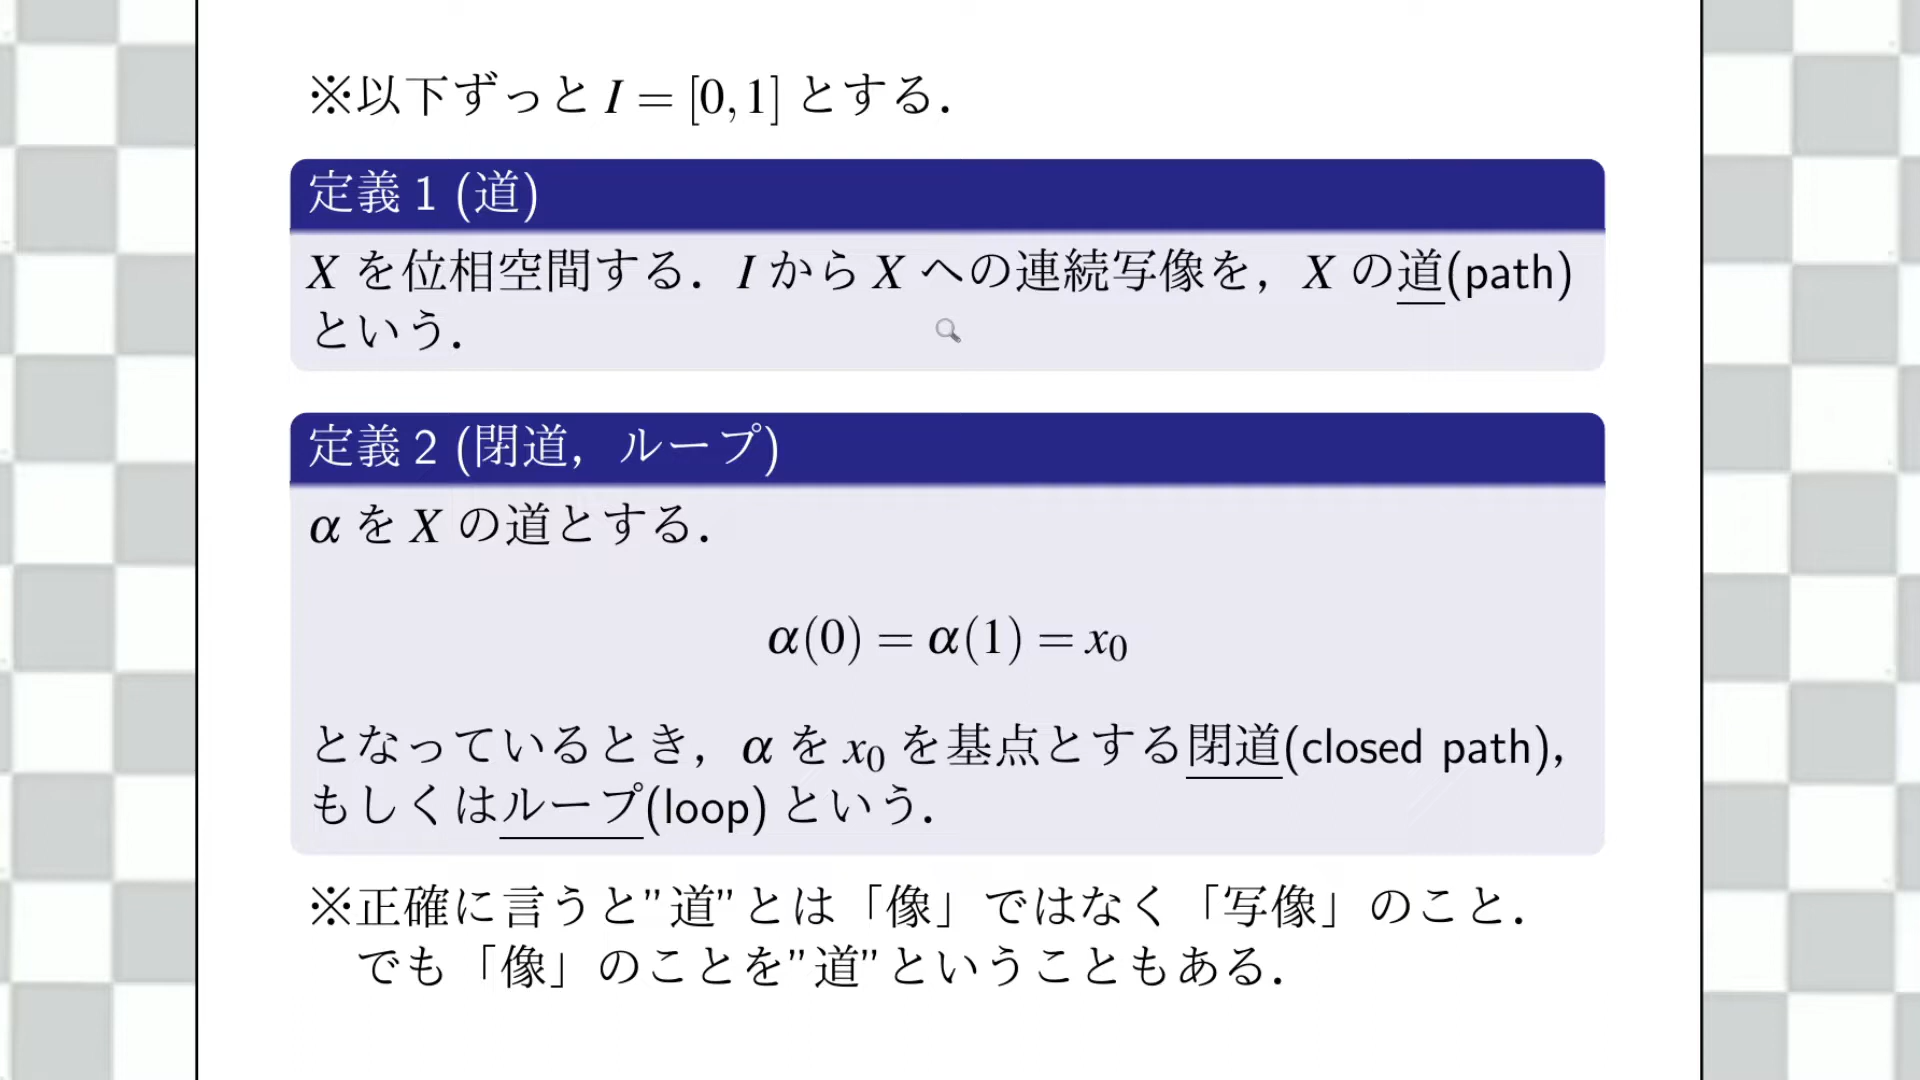 ※以下ずっと I = [0,1] とする.
定義 1 (道)
X を位相空間する. I から X への連続写像を, X の道(path)
という.
定義 2 (閉道, ループ)
α を X の道とする.
α(0) = α(1) = x₀
となっているとき, α を x₀ を基点とする閉道(closed path),
もしくはループ(loop) という.
※正確に言うと”道”とは「像」ではなく「写像」のこと.
でも「像」のことを”道”ということもある.